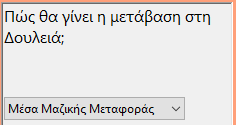 Πώς θα γίνει η μετάβαση στη
Δουλειά;
Μέσα Μαζικής Μεταφοράς